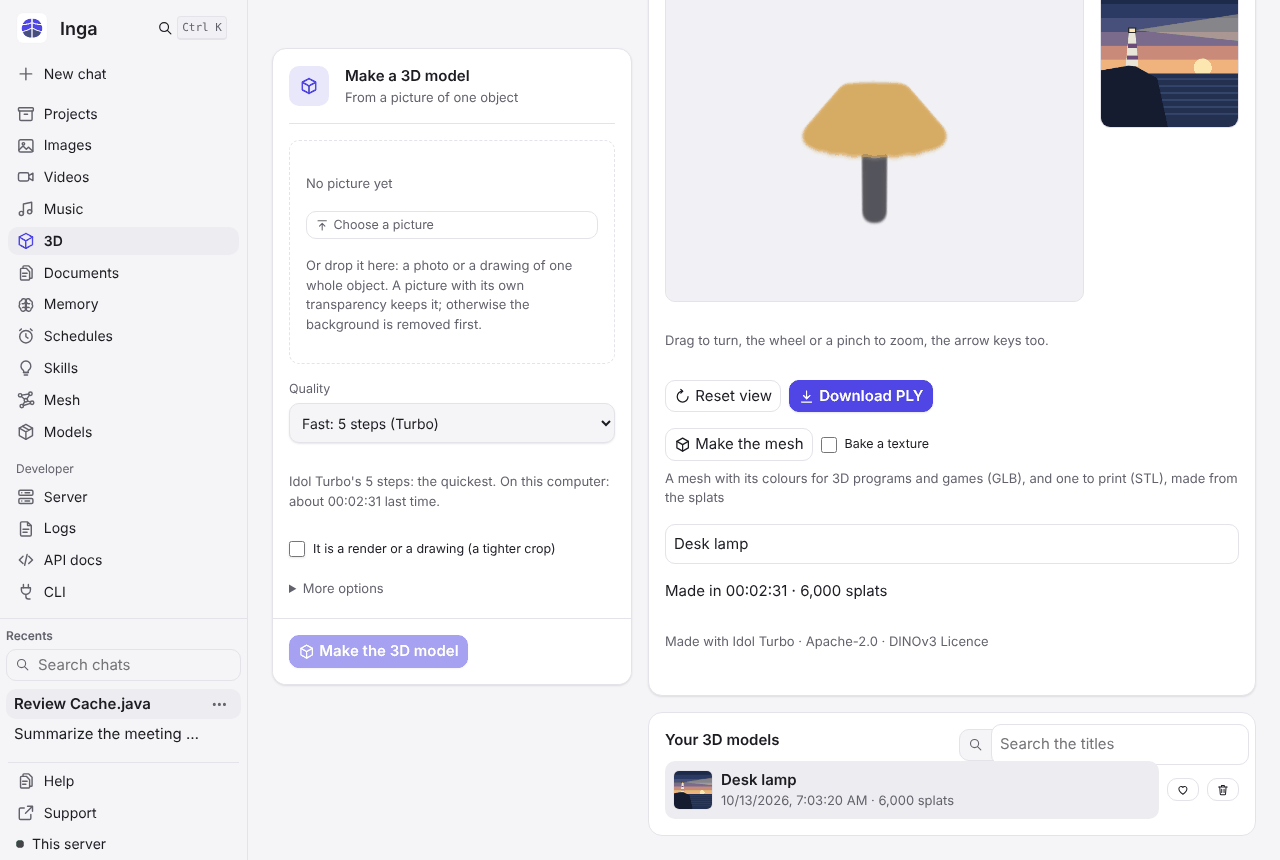 Inga
Ctrl K
New chat
Projects
Images
Videos
Music
3D
Documents
Memory
Schedules
Skills
Mesh
Models
Developer
Server
Logs
API docs
CLI
Recents
Search chats
Review Cache.java
Summarize the meeting ...
Help
Support
This server
Make a 3D model
From a picture of one object
No picture yet
Choose a picture
Or drop it here: a photo or a drawing of one
whole object. A picture with its own
transparency keeps it; otherwise the
background is removed first.
Quality
Fast: 5 steps (Turbo)
Idol Turbo's 5 steps: the quickest. On this computer:
about 00:02:31 last time.
It is a render or a drawing (a tighter crop)
More options
Make the 3D model
Drag to turn, the wheel or a pinch to zoom, the arrow keys too.
Reset view
Download PLY
Make the mesh
Bake a texture
A mesh with its colours for 3D programs and games (GLB), and one to print (STL), made from
the splats
Desk lamp
Made in 00:02:31 · 6,000 splats
Made with Idol Turbo · Apache-2.0 · DINOv3 Licence
Your 3D models
Search the titles
Desk lamp
10/13/2026, 7:03:20 AM · 6,000 splats